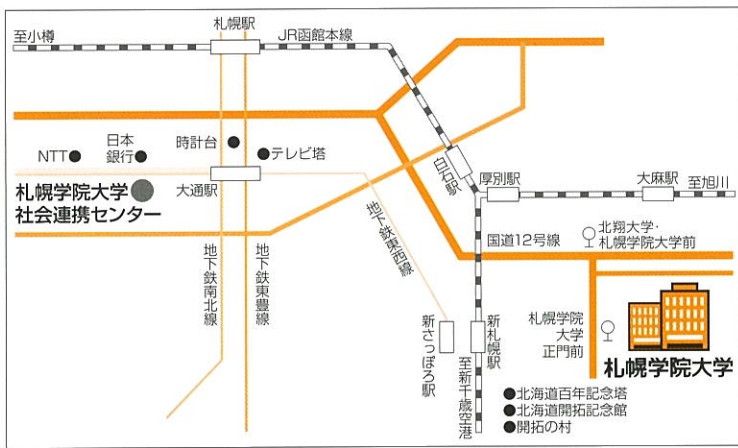 札幌駅
至小樽
JR函館本線
NTT
日本
銀行
時計台
テレビ塔
大通駅
札幌学院大学
社会連携センター
白石駅
厚別駅
大麻駅
至旭川
北翔大学・
札幌学院大学前
国道12号線
地下鉄東西線
地下鉄南北線
地下鉄東豊線
新さっぽろ駅
新札幌駅
至新千歳空港
札幌学院
大学
正門前
札幌学院大学
北海道百年記念塔
北海道開拓記念館
開拓の村